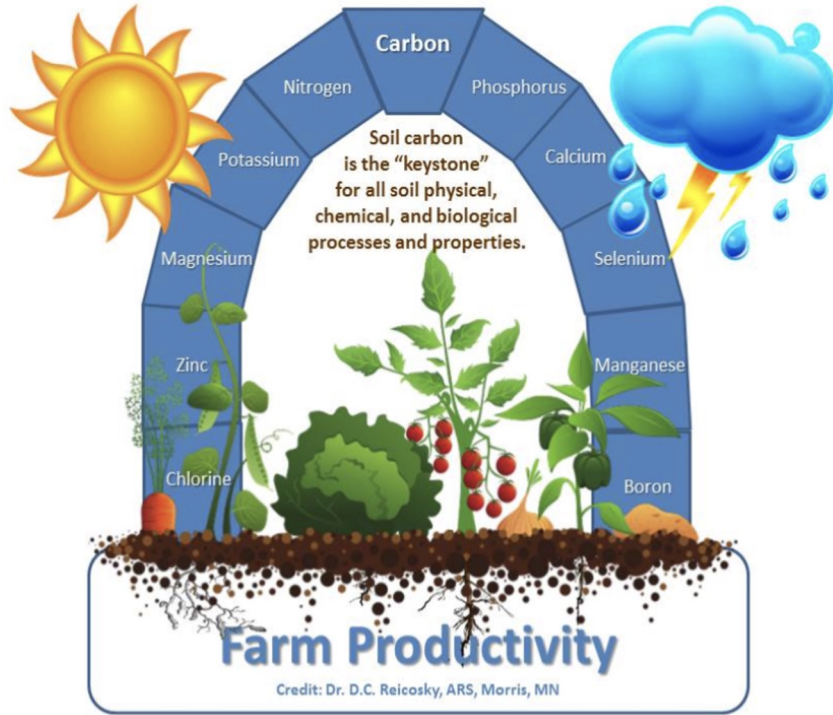 Carbon
Nitrogen
Phosphorus
Potassium
Calcium
Magnesium
Selenium
Zinc
Manganese
Chlorine
Boron
Soil carbon
is the “keystone”
for all soil physical,
chemical, and biological
processes and properties.
Farm Productivity
Credit: Dr. D.C. Reicosky, ARS, Morris, MN